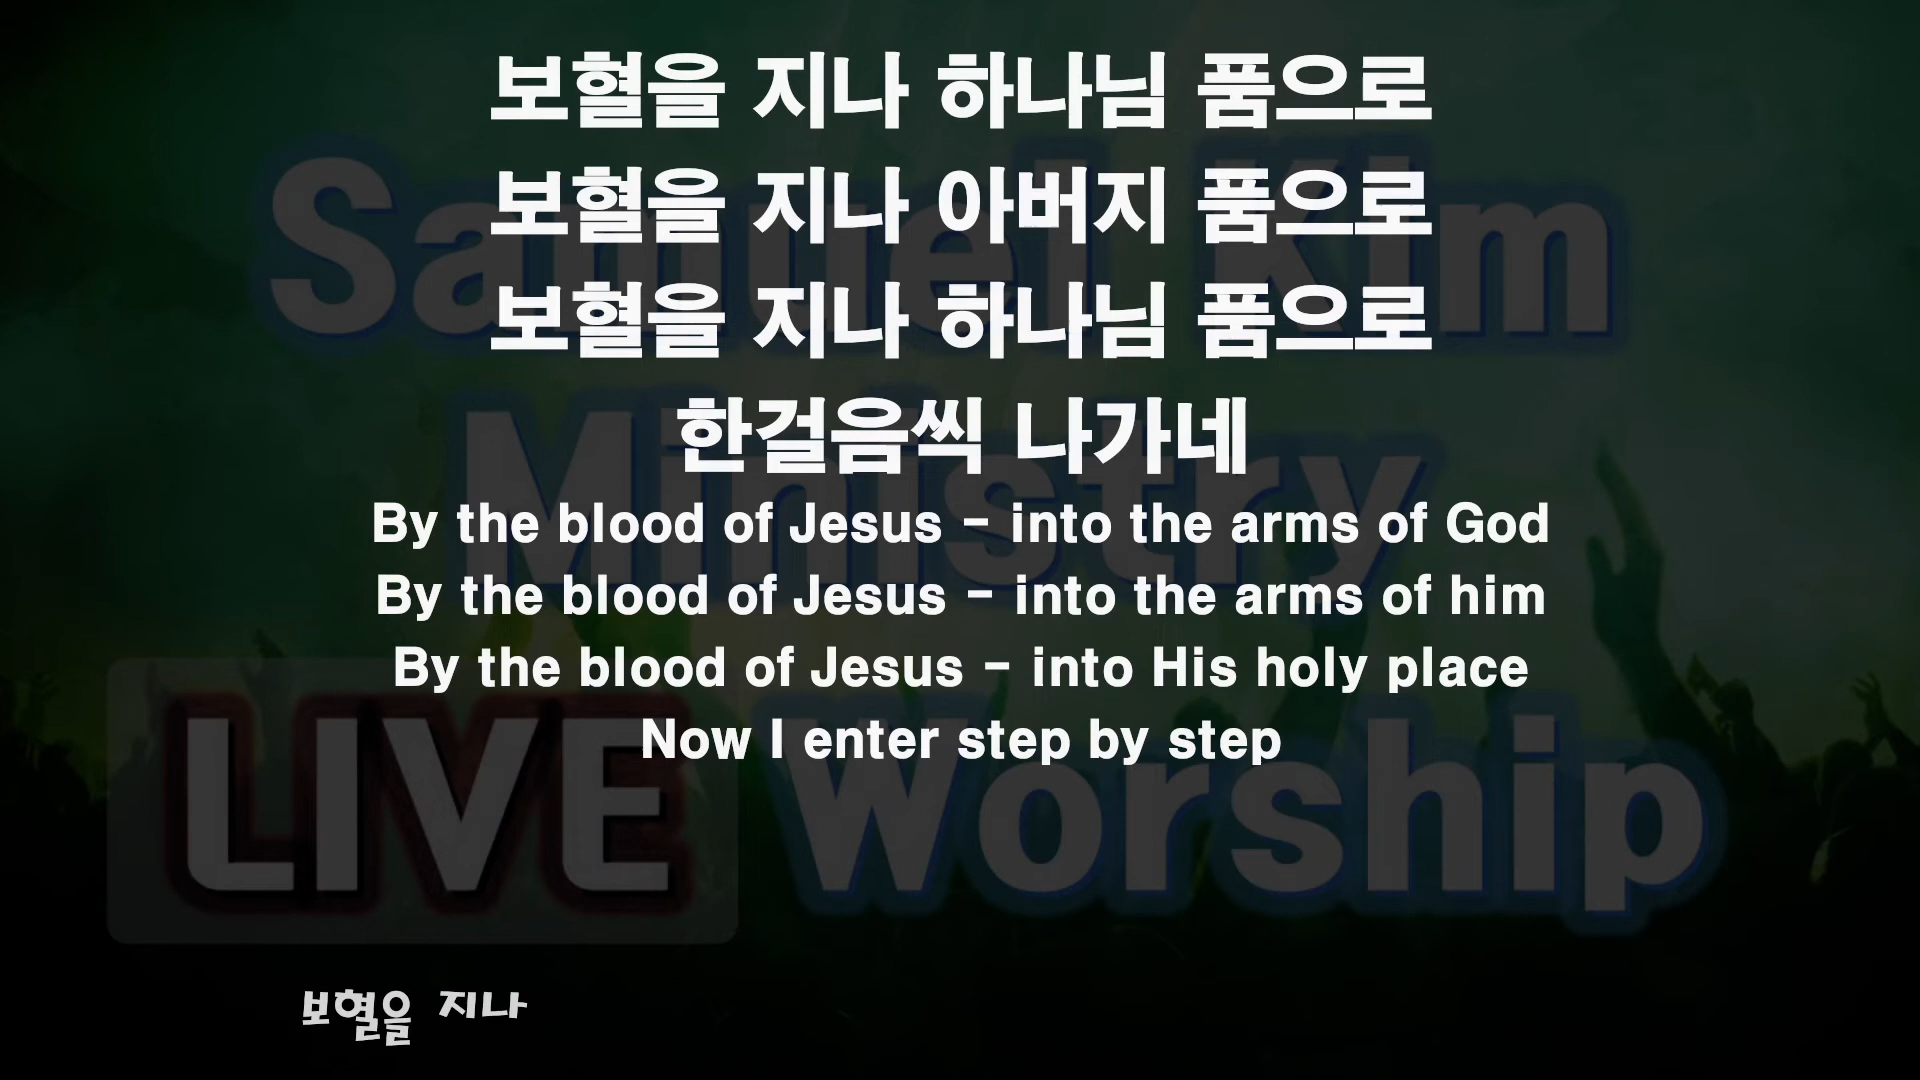 보혈을 지나 하나님 품으로
보혈을 지나 아버지 품으로
보혈을 지나 하나님 품으로
한걸음씩 나가네
By the blood of Jesus - into the arms of God
By the blood of Jesus - into the arms of him
By the blood of Jesus - into His holy place
Now I enter step by step
Samuel Kim
Ministry
LIVE Worship
보혈을 지나